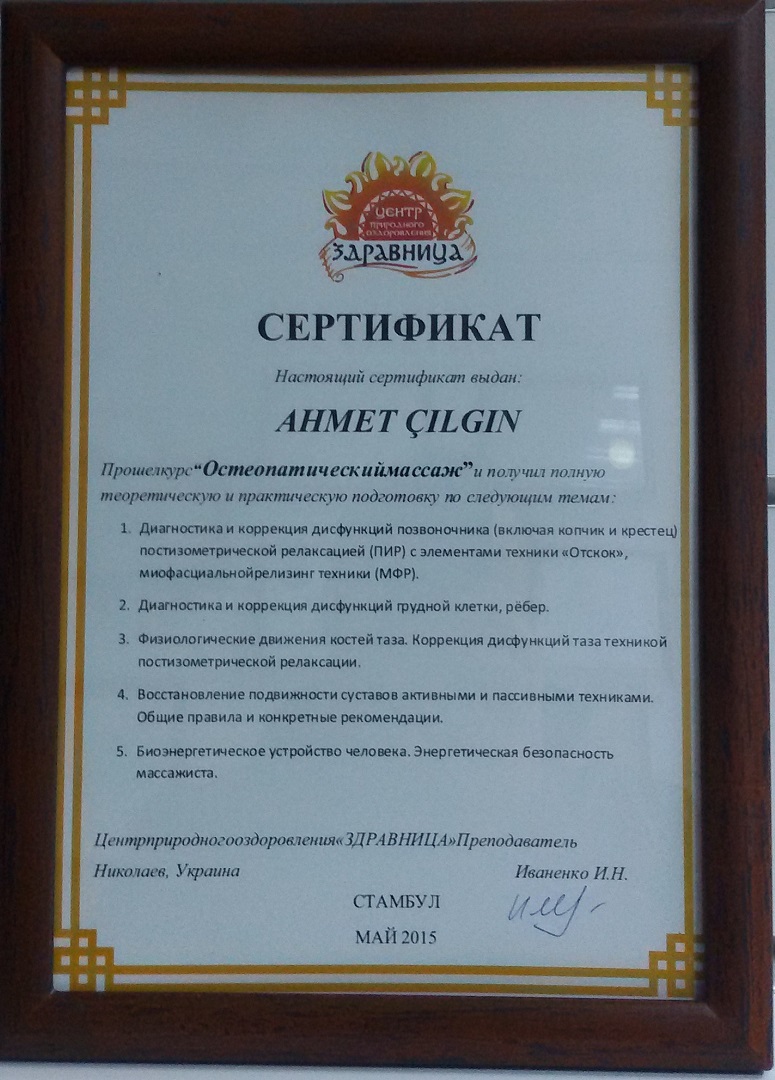 ЦЕНТР
ПРИРОДНОГО
ОЗДОРОВЛЕНИЯ
ЗДРАВНИЦА
СЕРТИФИКАТ
Настоящий сертификат выдан:
AHMET ÇILGIN
Прошелкурс“Остеопатическиймассаж”и получил полную
теоретическую и практическую подготовку по следующим темам:
1. Диагностика и коррекция дисфункций позвоночника (включая копчик и крестец)
постизометрической релаксацией (ПИР) с элементами техники «Отскок»,
миофасциальнойрелизинг техники (МФР).
2. Диагностика и коррекция дисфункций грудной клетки, рёбер.
3. Физиологические движения костей таза. Коррекция дисфункций таза техникой
постизометрической релаксации.
4. Восстановление подвижности суставов активными и пассивными техниками.
Общие правила и конкретные рекомендации.
5. Биоэнергетическое устройство человека. Энергетическая безопасность
массажиста.
Центрприродногооздоровления«ЗДРАВНИЦА»Преподаватель
Николаев, Украина Иваненко И.Н.
СТАМБУЛ
МАЙ 2015